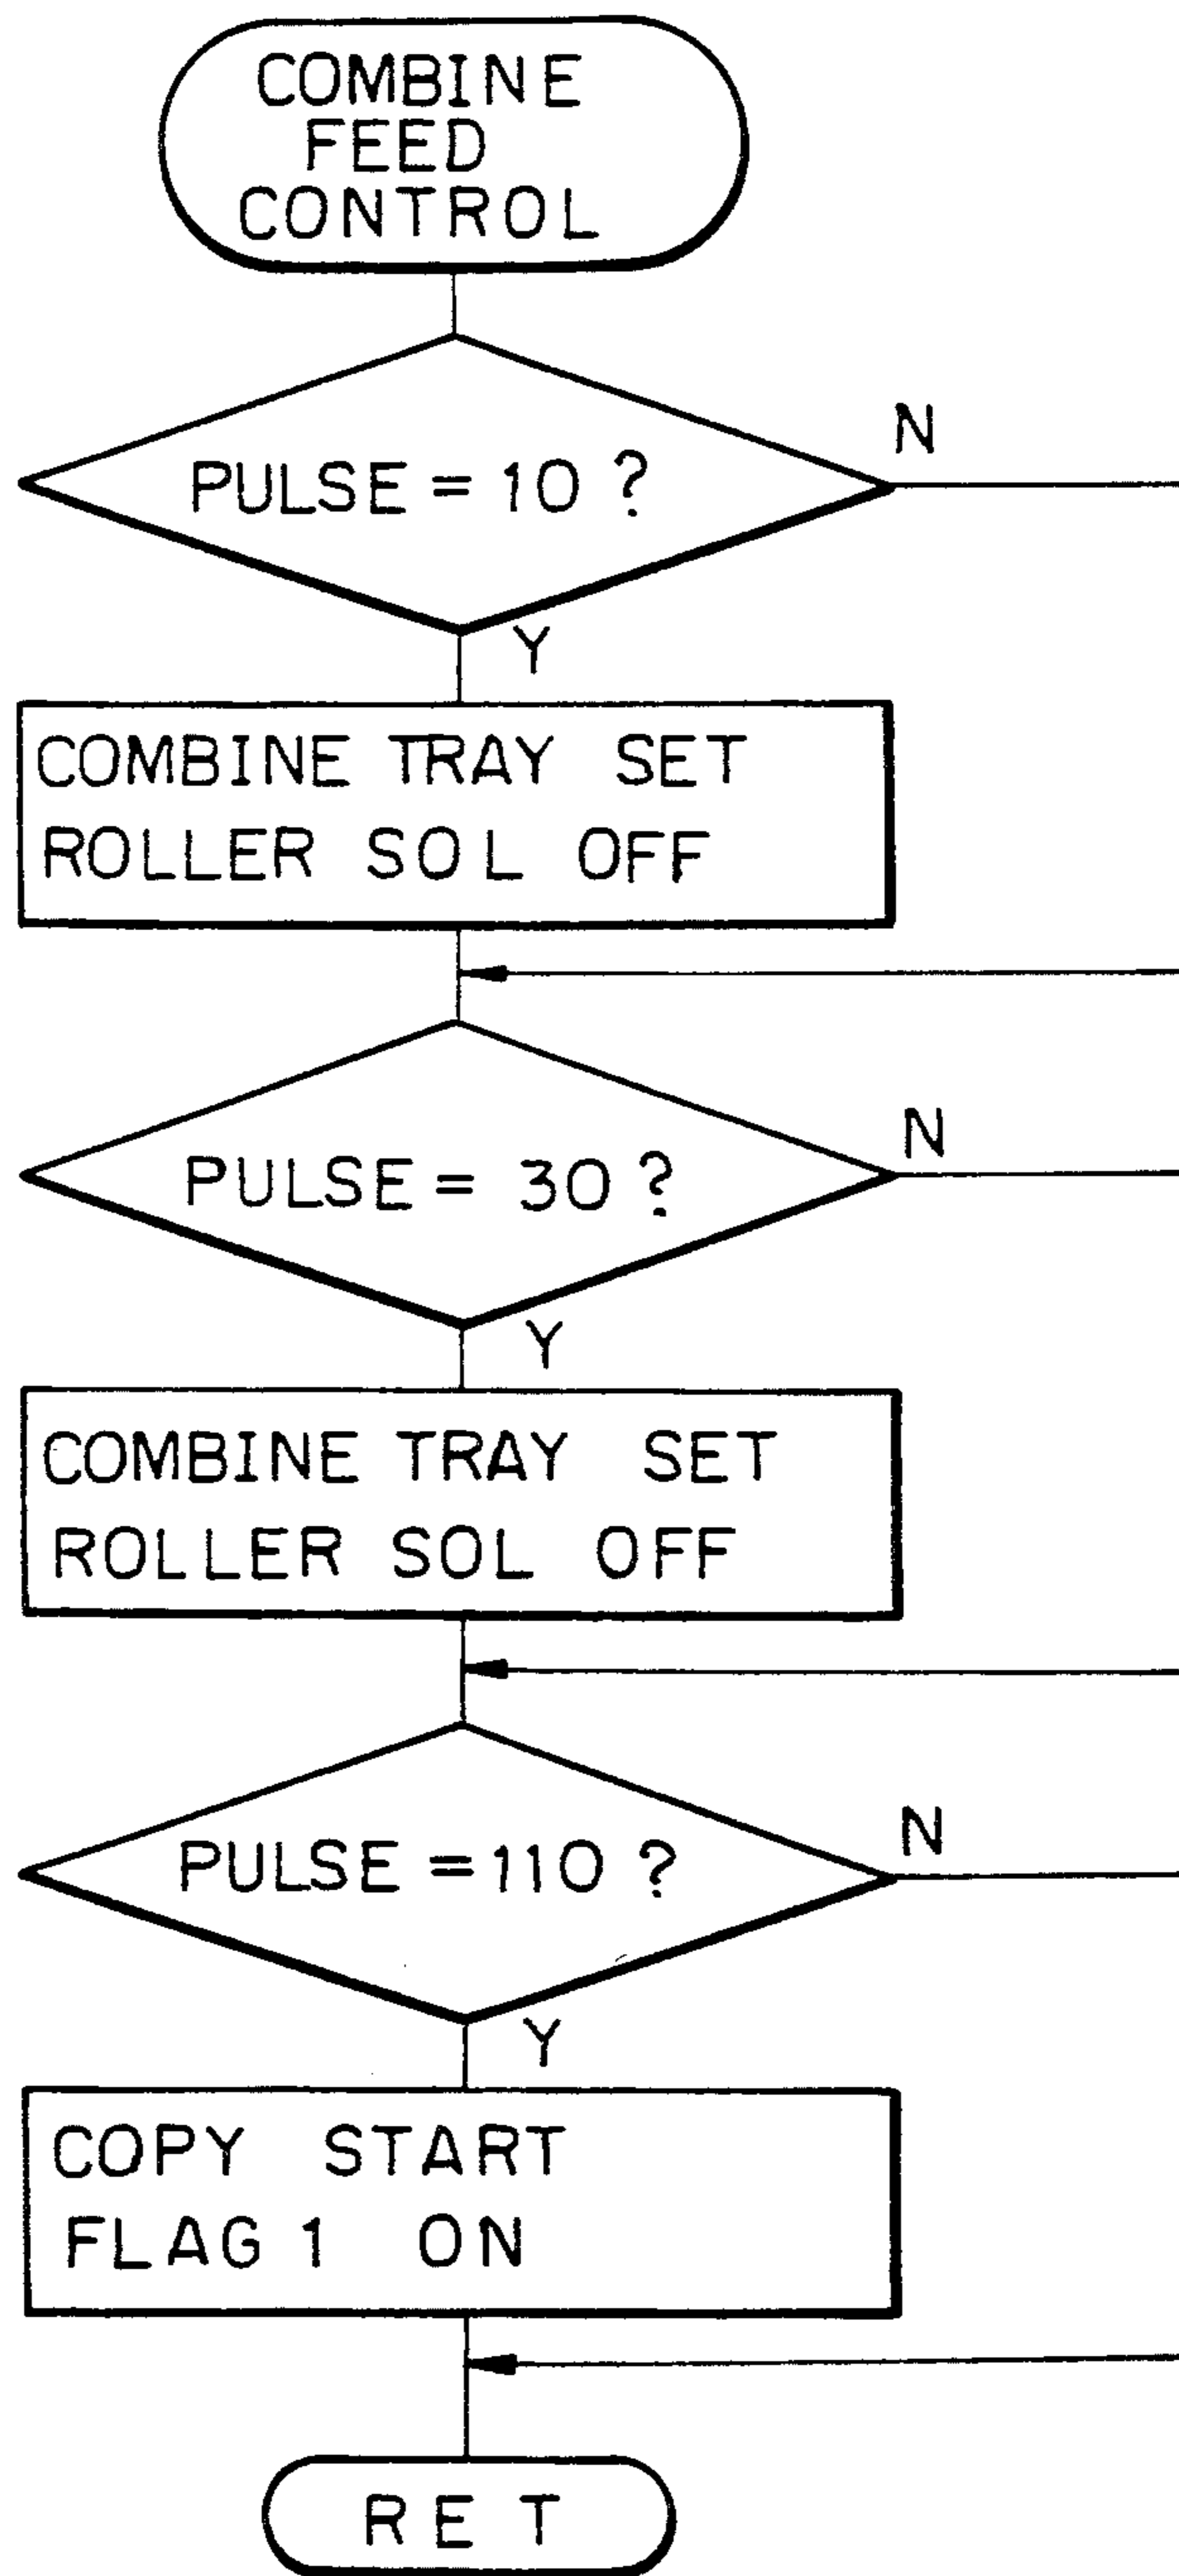 COMBINE
FEED
CONTROL
PULSE = 10 ?
N
Y
COMBINE TRAY SET
ROLLER SOL OFF
PULSE = 30 ?
N
Y
COMBINE TRAY SET
ROLLER SOL OFF
PULSE = 110 ?
N
Y
COPY START
FLAG 1 ON
RET